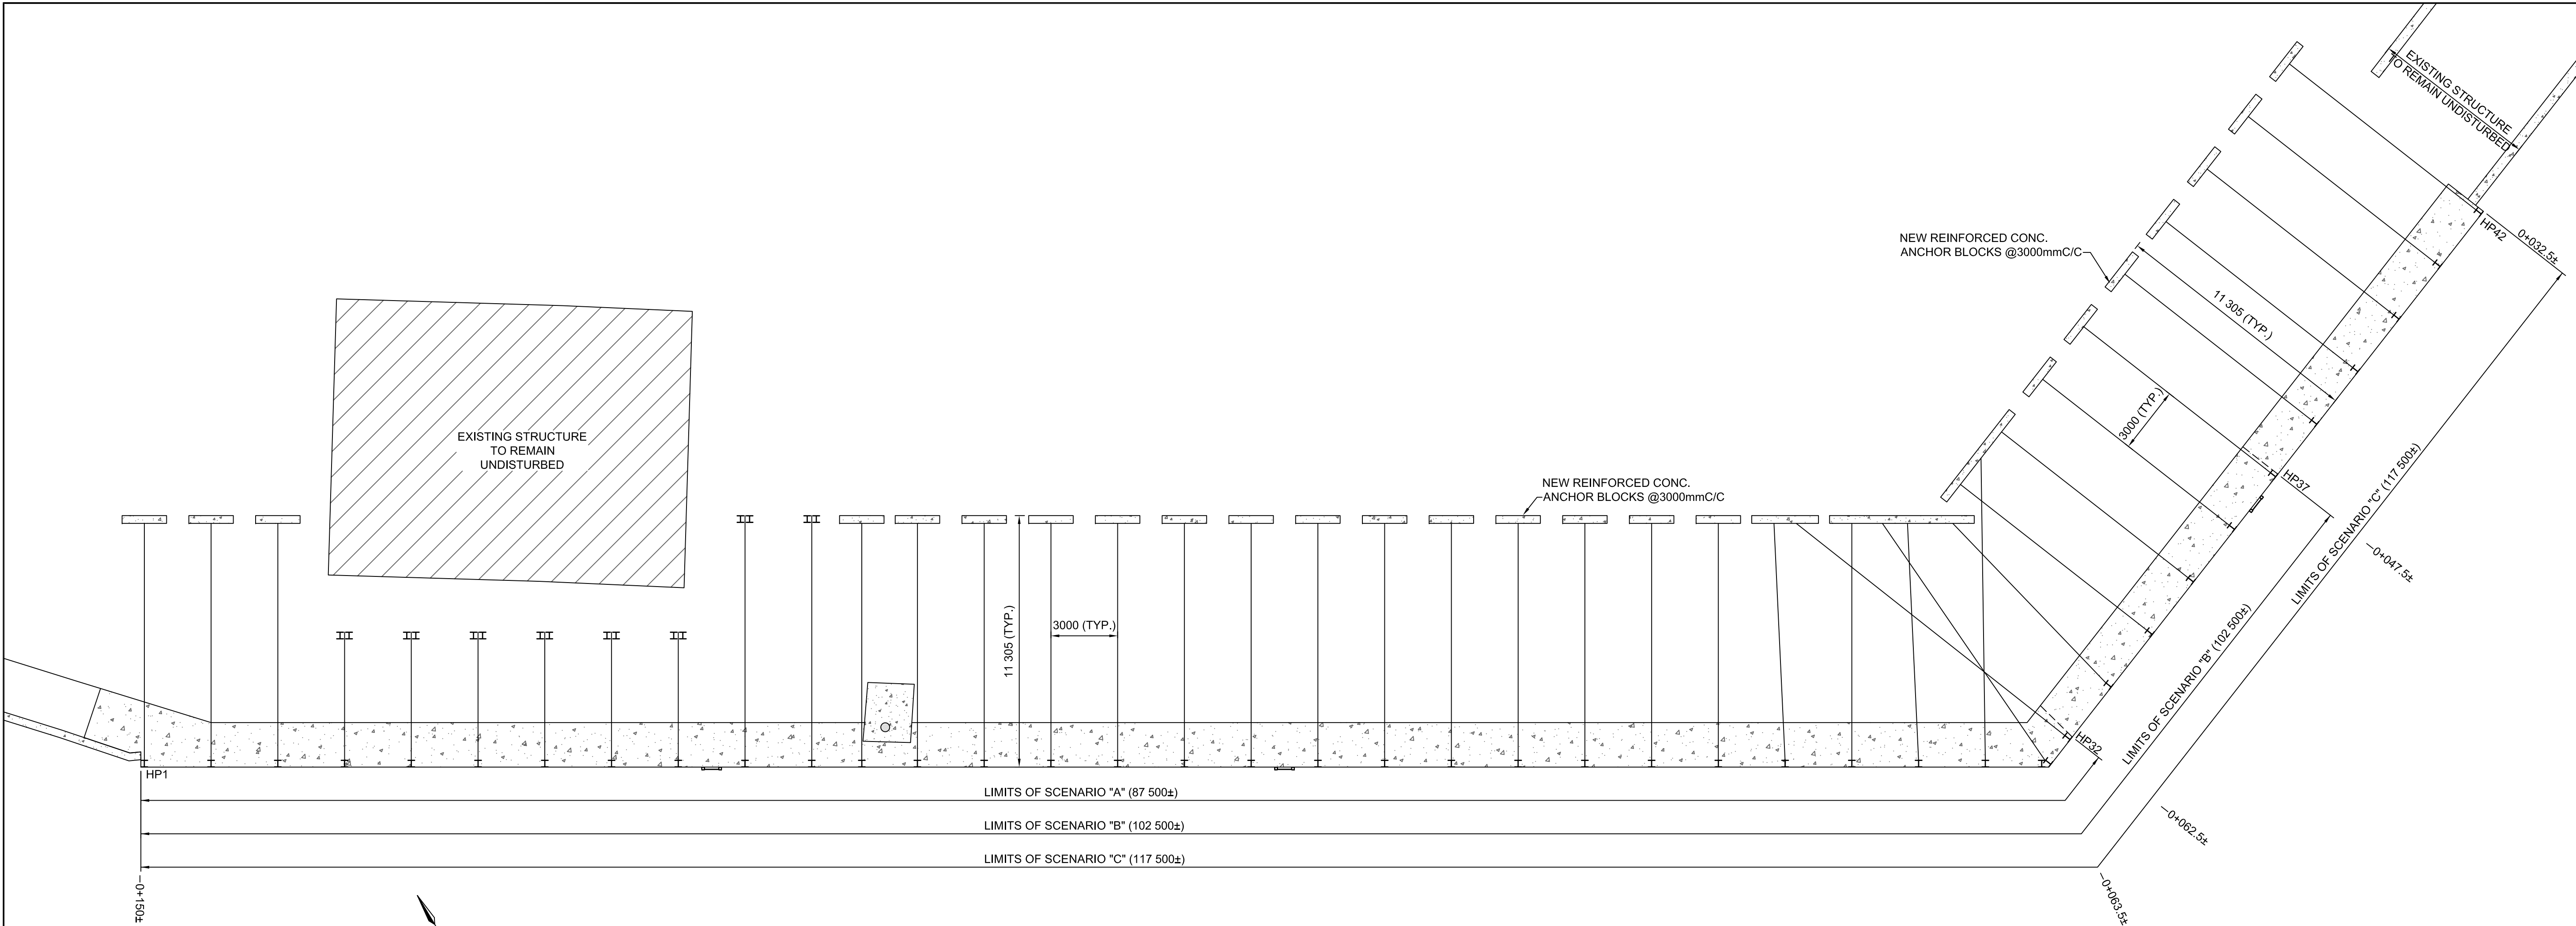 EXISTING STRUCTURE
TO REMAIN UNDISTURBED
NEW REINFORCED CONC.
ANCHOR BLOCKS @3000mmC/C
HP42
0+032.5±
11 305 (TYP.)
3000 (TYP.)
EXISTING STRUCTURE
TO REMAIN
UNDISTURBED
NEW REINFORCED CONC.
ANCHOR BLOCKS @3000mmC/C
HP37
0+047.5±
LIMITS OF SCENARIO "C" (117 500±)
11 305 (TYP.)
3000 (TYP.)
LIMITS OF SCENARIO "B" (102 500±)
HP32
HP1
LIMITS OF SCENARIO "A" (87 500±)
0+062.5±
LIMITS OF SCENARIO "B" (102 500±)
LIMITS OF SCENARIO "C" (117 500±)
0+150±
0+063.5±